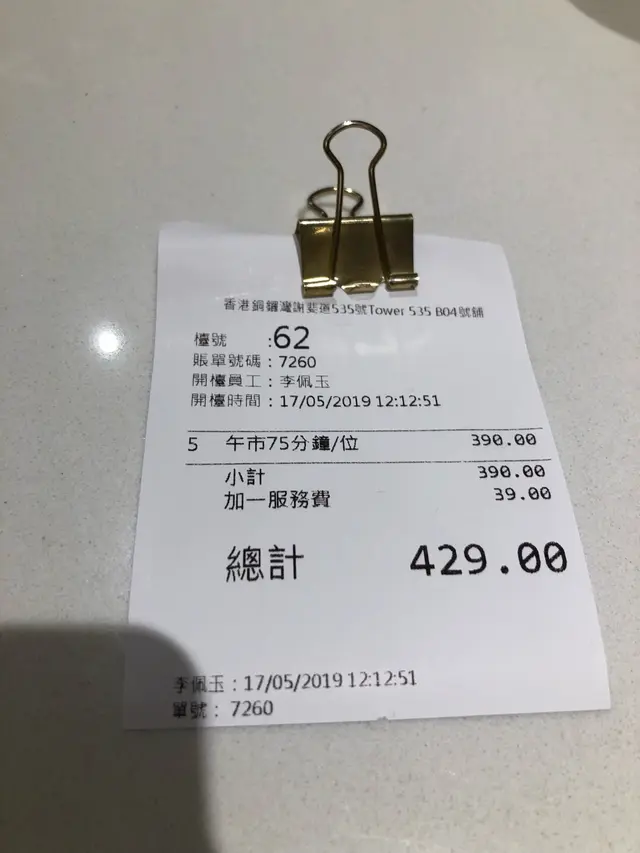 香港銅鑼灣謝斐道535號Tower 535 B04號舖
檯號 :62
賬單號碼：7260
開檯員工：李佩玉
開檯時間：17/05/2019 12:12:51
5 午市75分鐘/位 390.00
小計 390.00
加一服務費 39.00
總計 429.00
李佩玉：17/05/2019 12:12:51
單號： 7260